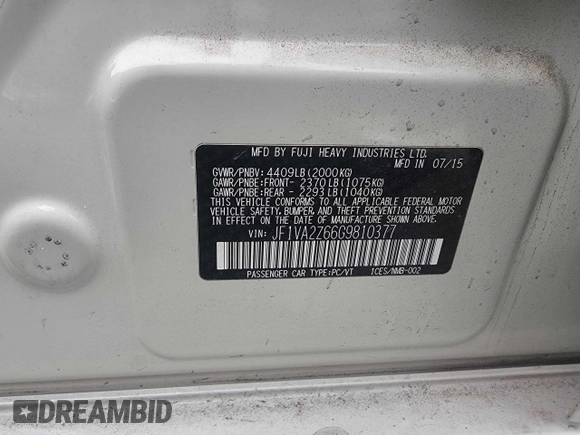 MFD BY FUJI HEAVY INDUSTRIES LTD.
MFD IN 07/15
GVWR/PNBV: 4409LB(2000KG)
GAWR/PNBE:FRONT- 2370LB(1075KG)
GAWR/PNBE:REAR - 2293LB(1040KG)
THIS VEHICLE CONFORMS TO ALL APPLICABLE FEDERAL MOTOR
VEHICLE SAFETY, BUMPER, AND THEFT PREVENTION STANDARDS
IN EFFECT ON THE DATE OF MANUFACTURE SHOWN ABOVE.
VIN: JF1VA2Z66G9810377
PASSENGER CAR TYPE:PC/VT 1CES/NMB-002
DREAMBID